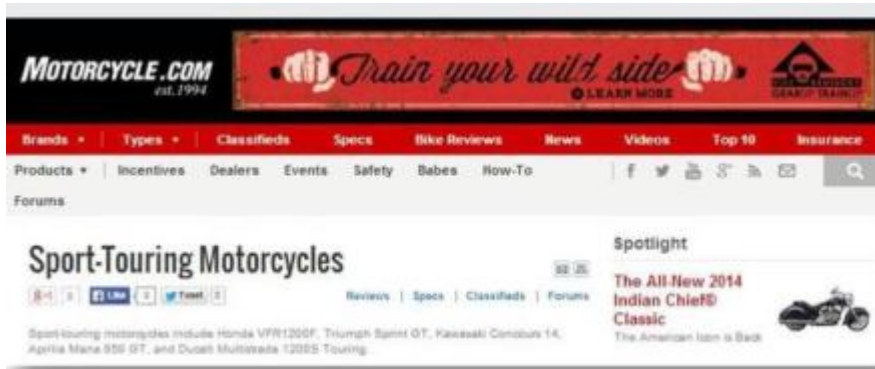 MOTORCYCLE.COM
est.1994
Train your wild side
LEARN MORE
Brands Types Classifieds Specs Bike Reviews News Videos Top 10 Insurance
Products Incentives Dealers Events Safety Babes How-To
Forums
Sport-Touring Motorcycles
Like Tweet
Reviews | Specs | Classifieds | Forums
Sport-touring motorcycles include Honda VFR1200F, Triumph Sprint GT, Kawasaki Concours 14,
Aprilia Mana 850 GT, and Ducati Multistrada 1200S Touring.
Spotlight
The All-New 2014
Indian Chief®
Classic
The American Icon is Back